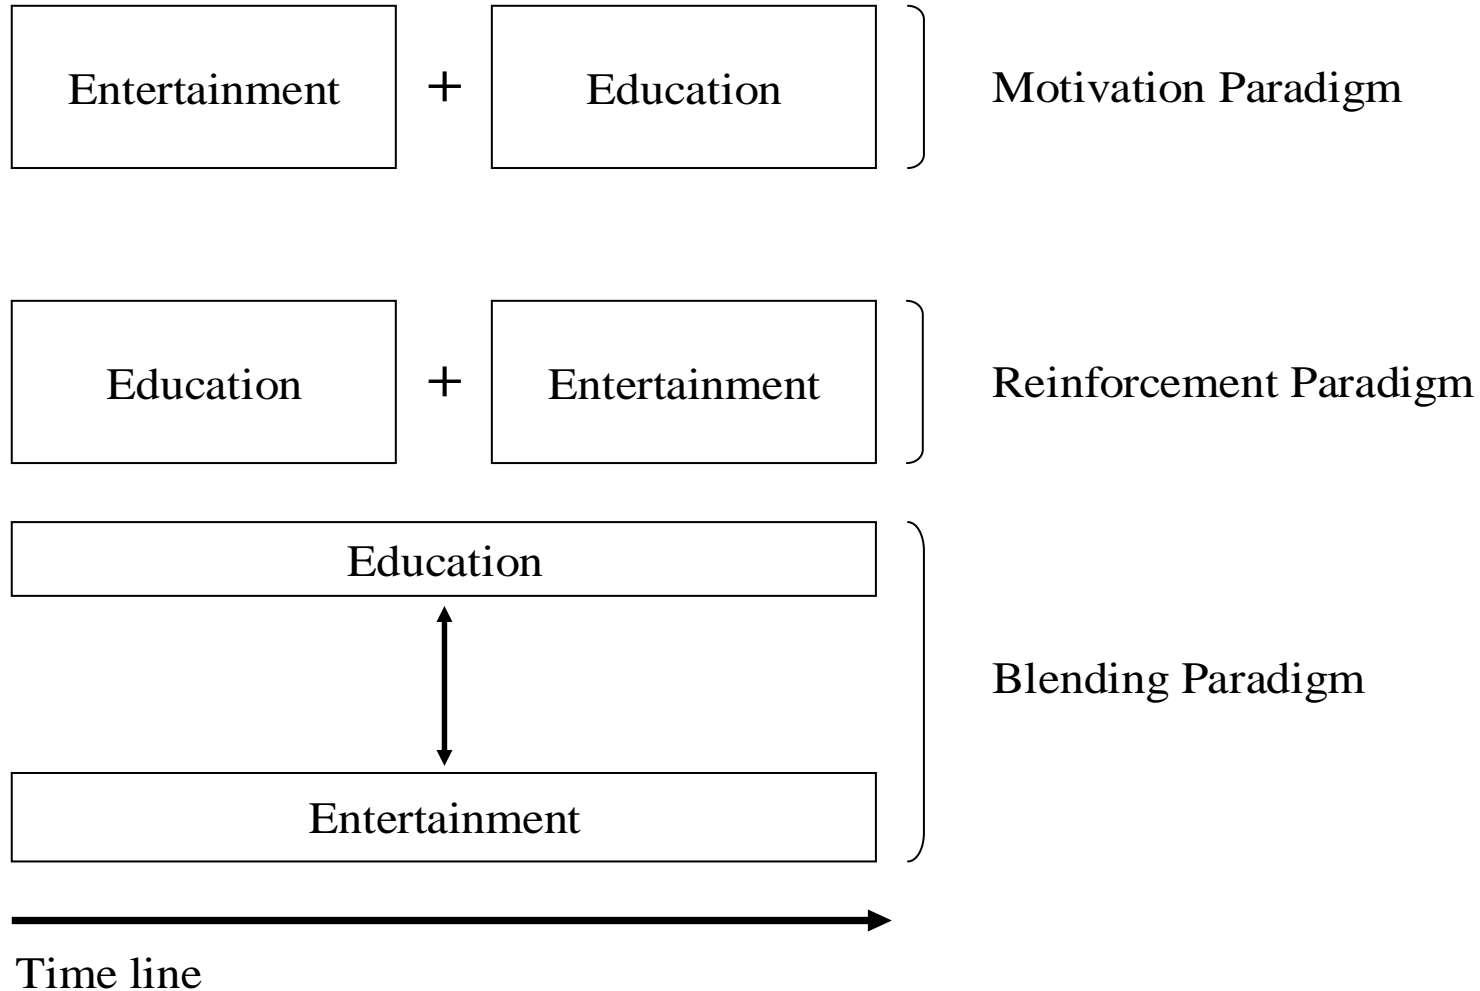 Entertainment + Education Motivation Paradigm
Education + Entertainment Reinforcement Paradigm
Education
Blending Paradigm
Entertainment
Time line